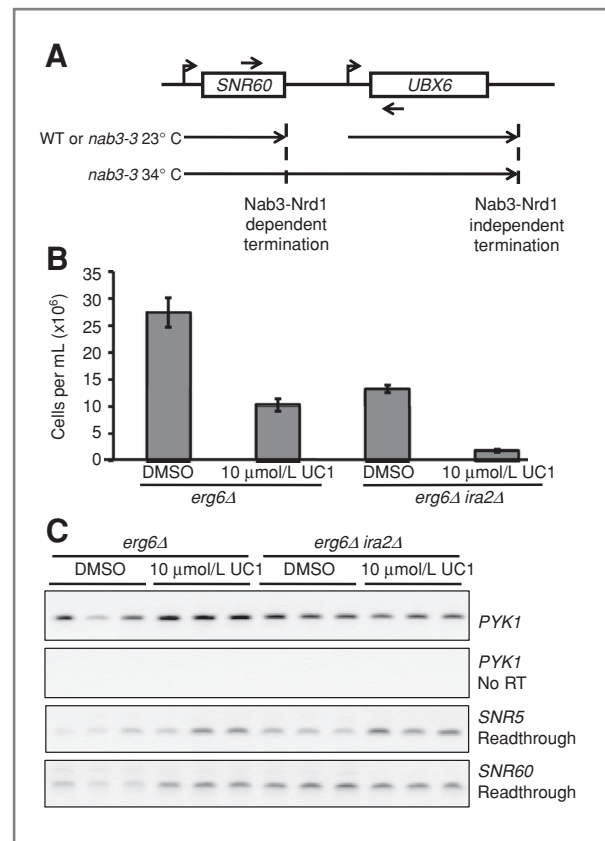 A
SNR60
UBX6
WT or nab3-3 23° C
nab3-3 34° C
Nab3-Nrd1
dependent
termination
Nab3-Nrd1
independent
termination
B
Cells per mL (x10⁶)
35
30
25
20
15
10
5
0
DMSO 10 μmol/L UC1 DMSO 10 μmol/L UC1
erg6Δ erg6Δ ira2Δ
C
erg6Δ erg6Δ ira2Δ
DMSO 10 μmol/L UC1 DMSO 10 μmol/L UC1
PYK1
PYK1
No RT
SNR5
Readthrough
SNR60
Readthrough